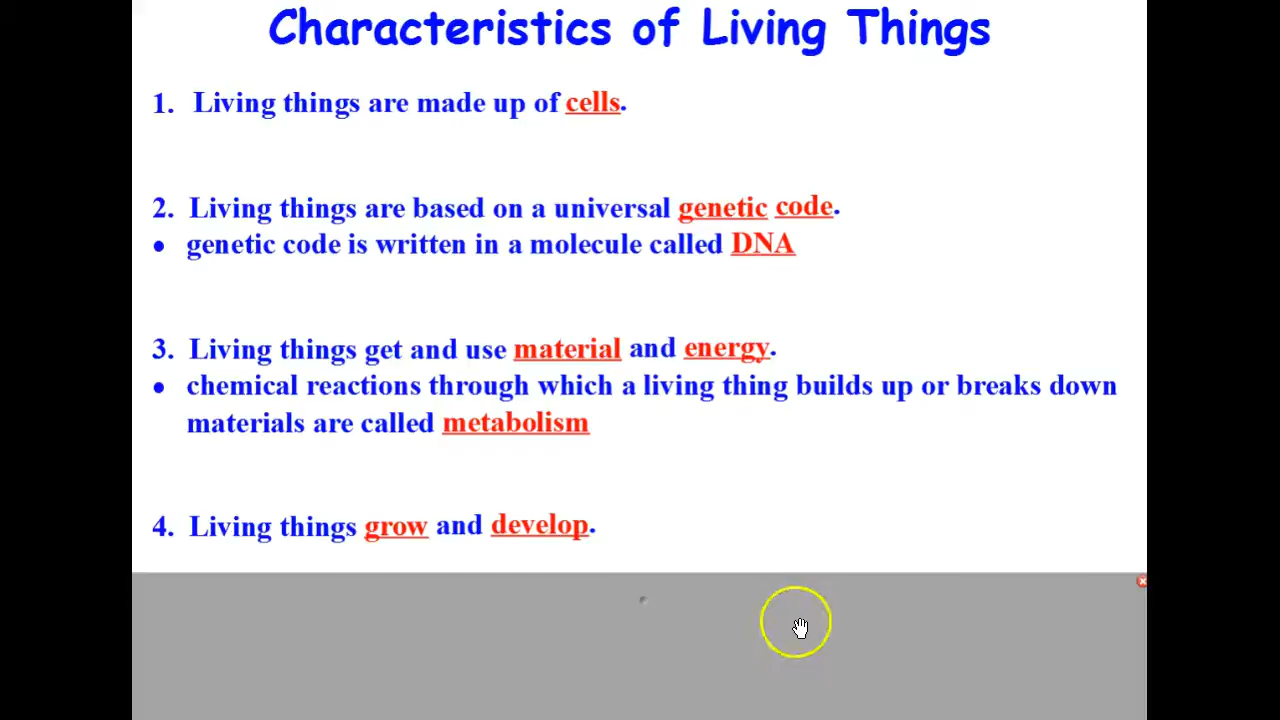 Characteristics of Living Things
1. Living things are made up of cells.
2. Living things are based on a universal genetic code.
• genetic code is written in a molecule called DNA
3. Living things get and use material and energy.
• chemical reactions through which a living thing builds up or breaks down
materials are called metabolism
4. Living things grow and develop.